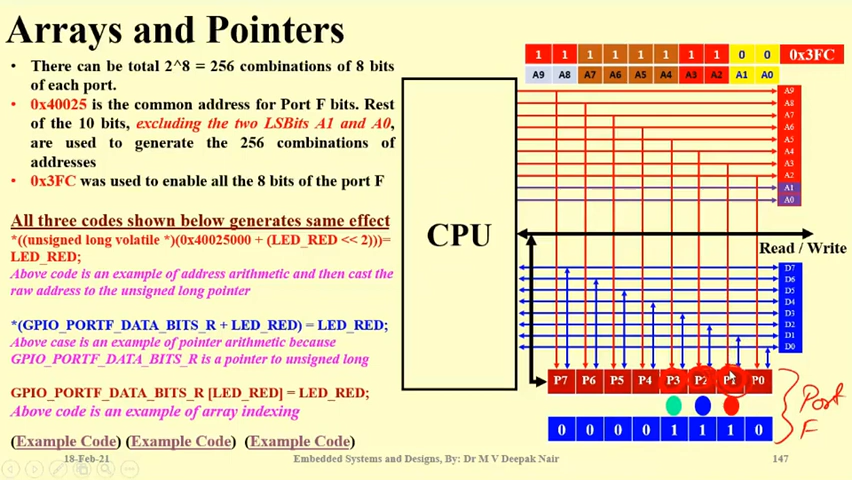 Arrays and Pointers
• There can be total 2^8 = 256 combinations of 8 bits
of each port.
• 0x40025 is the common address for Port F bits. Rest
of the 10 bits, excluding the two LSBits A1 and A0,
are used to generate the 256 combinations of
addresses
• 0x3FC was used to enable all the 8 bits of the port F
All three codes shown below generates same effect
*((unsigned long volatile *)(0x40025000 + (LED_RED << 2)))=
LED_RED;
Above code is an example of address arithmetic and then cast the
raw address to the unsigned long pointer
*(GPIO_PORTF_DATA_BITS_R + LED_RED) = LED_RED;
Above case is an example of pointer arithmetic because
GPIO_PORTF_DATA_BITS_R is a pointer to unsigned long
GPIO_PORTF_DATA_BITS_R [LED_RED] = LED_RED;
Above code is an example of array indexing
(Example Code) (Example Code) (Example Code)
1 1 1 1 1 1 1 1 0 0 0x3FC
A9 A8 A7 A6 A5 A4 A3 A2 A1 A0
A9
A8
A7
A6
A5
A4
A3
A2
A1
A0
CPU
Read / Write
D7
D6
D5
D4
D3
D2
D1
D0
P7 P6 P5 P4 P3 P2 P1 P0
0 0 0 0 1 1 1 0
Port
F
18-Feb-21 Embedded Systems and Designs, By: Dr M V Deepak Nair 147